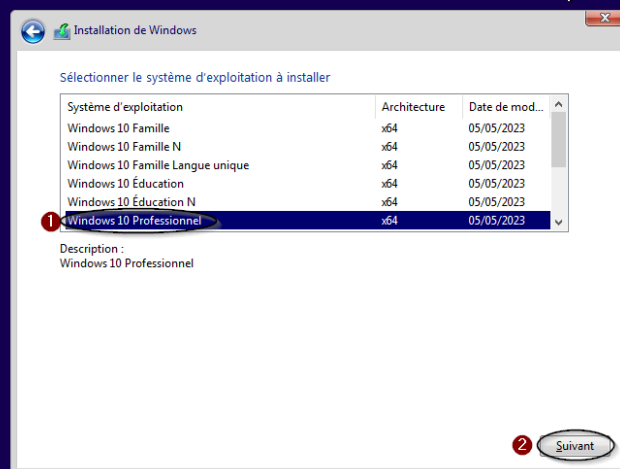 Installation de Windows
Sélectionner le système d'exploitation à installer
Système d'exploitation Architecture Date de mod...
Windows 10 Famille x64 05/05/2023
Windows 10 Famille N x64 05/05/2023
Windows 10 Famille Langue unique x64 05/05/2023
Windows 10 Éducation x64 05/05/2023
Windows 10 Éducation N x64 05/05/2023
1 Windows 10 Professionnel x64 05/05/2023
Description :
Windows 10 Professionnel
2 Suivant